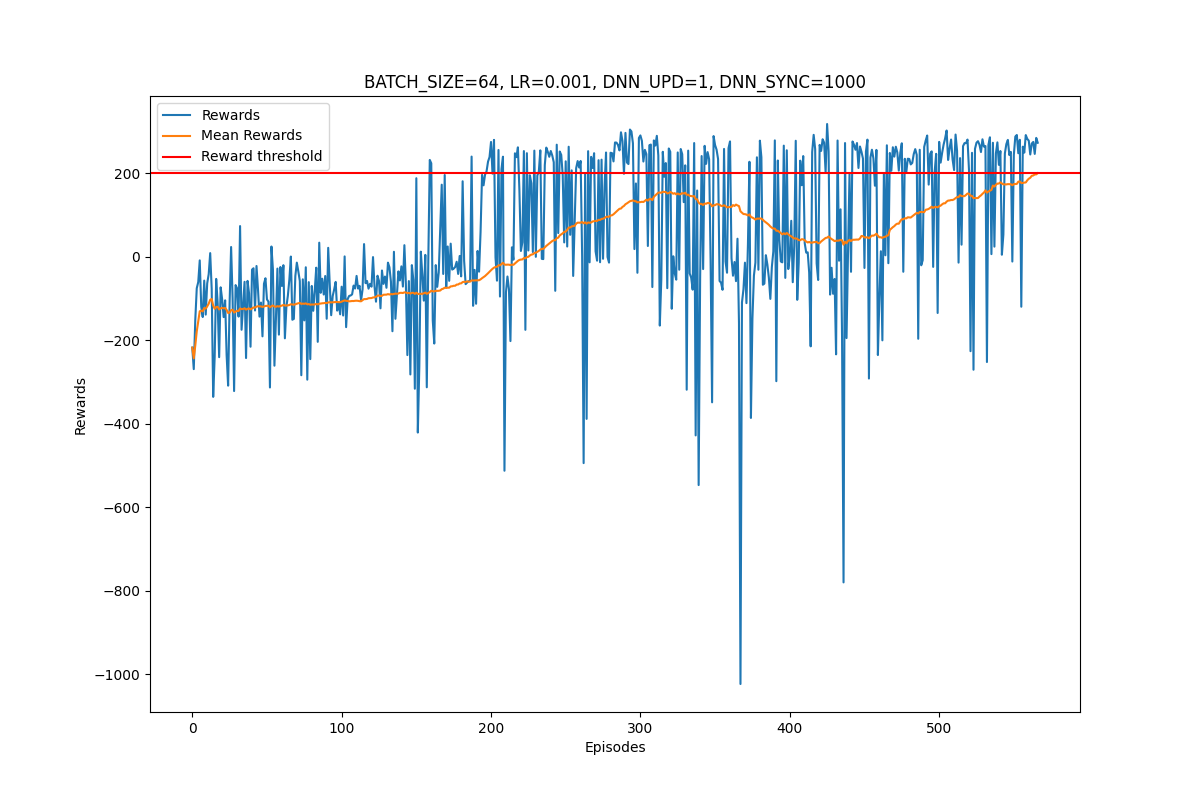 BATCH_SIZE=64, LR=0.001, DNN_UPD=1, DNN_SYNC=1000
Rewards
Mean Rewards
Reward threshold
200
0
−200
−400
−600
−800
−1000
Rewards
0 100 200 300 400 500
Episodes